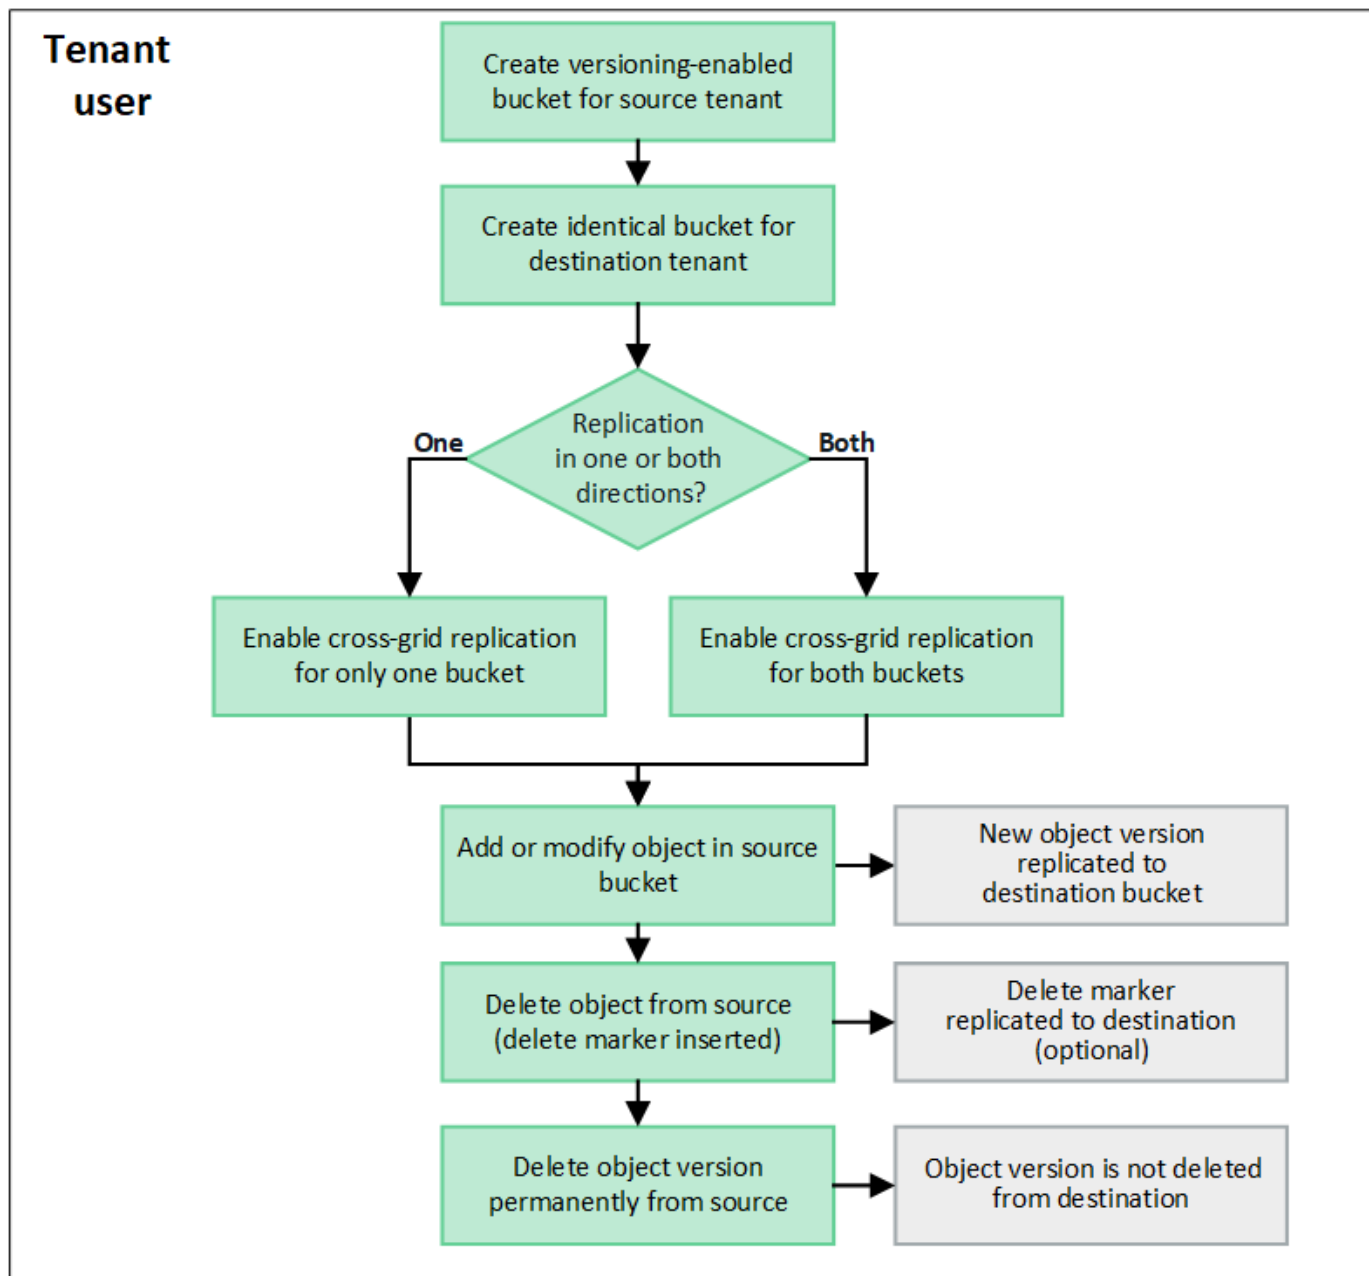 Tenant
user
Create versioning-enabled
bucket for source tenant
Create identical bucket for
destination tenant
Replication
in one or both
directions?
One
Both
Enable cross-grid replication
for only one bucket
Enable cross-grid replication
for both buckets
Add or modify object in source
bucket
New object version
replicated to
destination bucket
Delete object from source
(delete marker inserted)
Delete marker
replicated to destination
(optional)
Delete object version
permanently from source
Object version is not deleted
from destination